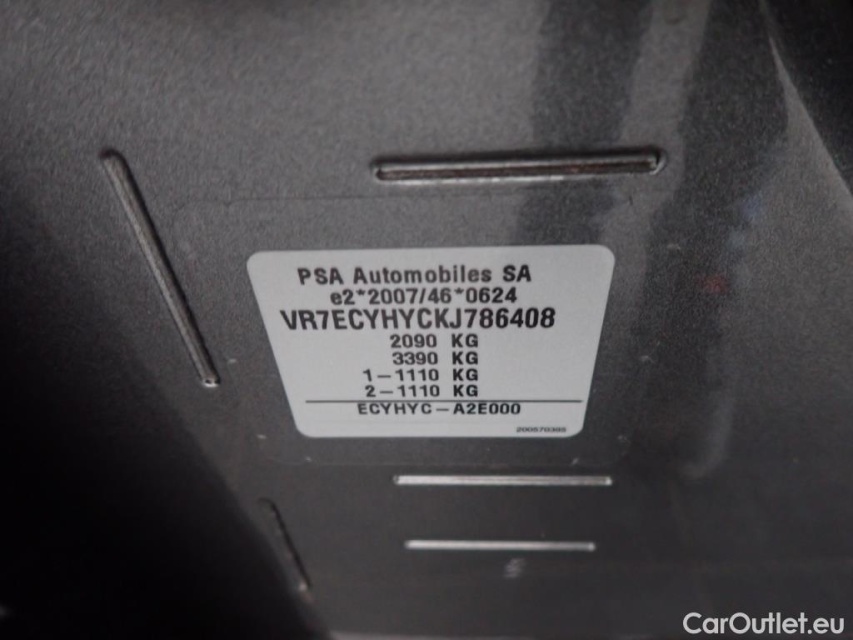 PSA Automobiles SA
e2*2007/46*0624
VR7ECYHYCKJ786408
2090 KG
3390 KG
1-1110 KG
2-1110 KG
ECYHYC-A2E000
200570385
CarOutlet.eu